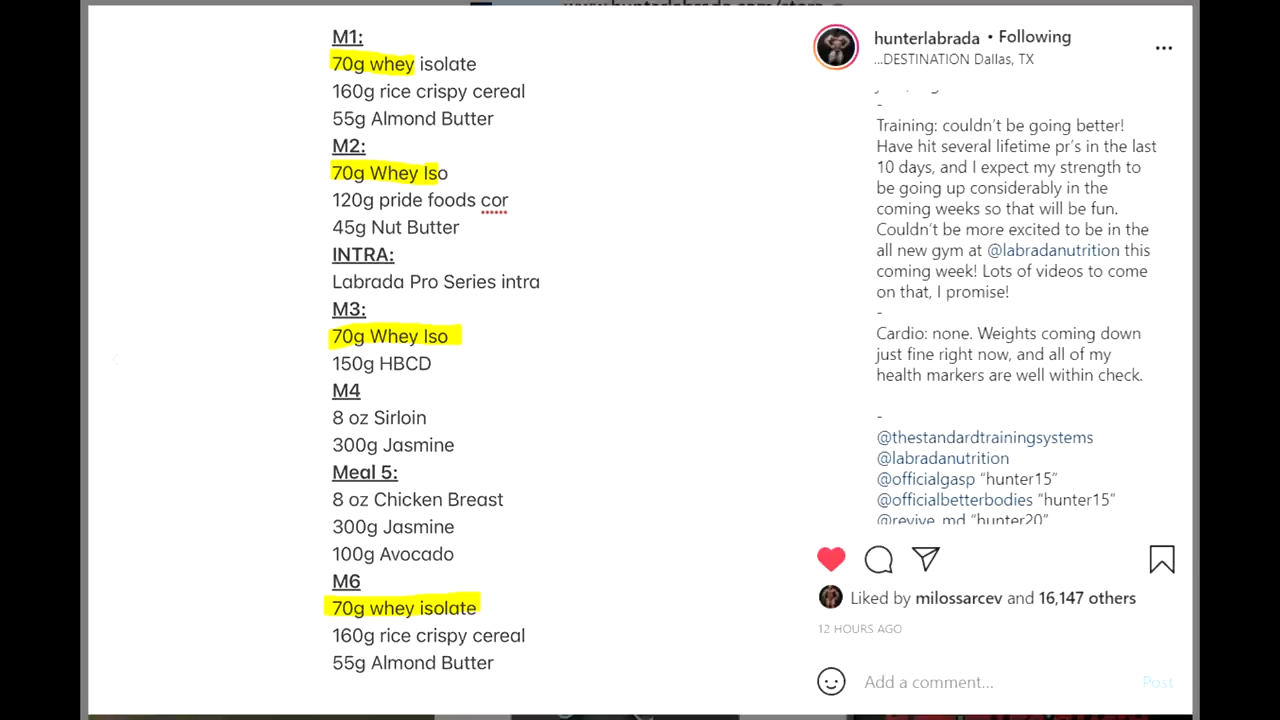 M1:
70g whey isolate
160g rice crispy cereal
55g Almond Butter
M2:
70g Whey Iso
120g pride foods cor
45g Nut Butter
INTRA:
Labrada Pro Series intra
M3:
70g Whey Iso
150g HBCD
M4
8 oz Sirloin
300g Jasmine
Meal 5:
8 oz Chicken Breast
300g Jasmine
100g Avocado
M6
70g whey isolate
160g rice crispy cereal
55g Almond Butter
hunterlabrada • Following
...DESTINATION Dallas, TX
-
Training: couldn't be going better!
Have hit several lifetime pr's in the last
10 days, and I expect my strength to
be going up considerably in the
coming weeks so that will be fun.
Couldn't be more excited to be in the
all new gym at @labradanutrition this
coming week! Lots of videos to come
on that, I promise!
-
Cardio: none. Weights coming down
just fine right now, and all of my
health markers are well within check.
-
@thestandardtrainingsystems
@labradanutrition
@officialgasp “hunter15”
@officialbetterbodies “hunter15”
@revive_md “hunter20”
Liked by milossarcev and 16,147 others
12 HOURS AGO
Add a comment...
Post